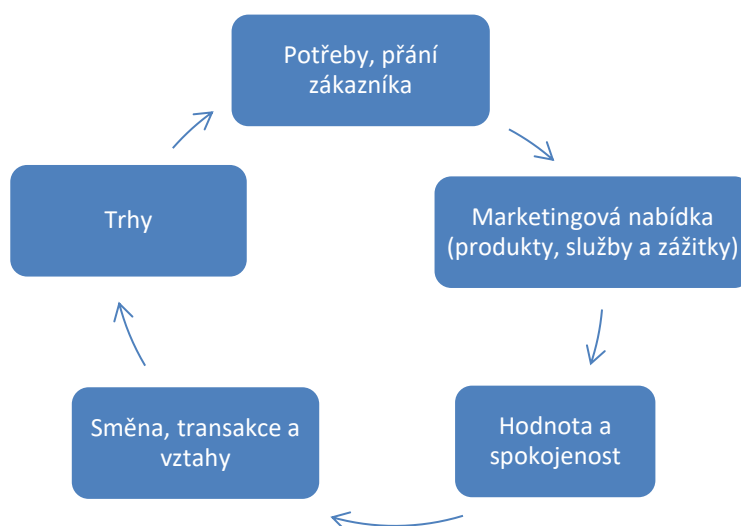 Potřeby, přání
zákazníka
Marketingová nabídka
(produkty, služby a zážitky)
Hodnota a
spokojenost
Směna, transakce a
vztahy
Trhy